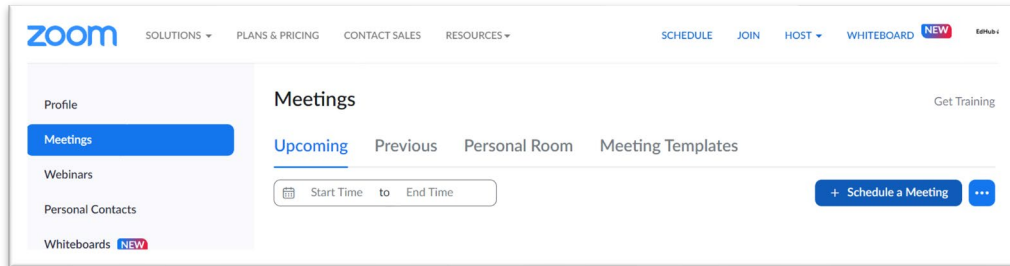 zoom SOLUTIONS PLANS & PRICING CONTACT SALES RESOURCES SCHEDULE JOIN HOST WHITEBOARD NEW EdHub
Profile
Meetings
Webinars
Personal Contacts
Whiteboards NEW
Meetings
Get Training
Upcoming Previous Personal Room Meeting Templates
Start Time to End Time
+ Schedule a Meeting